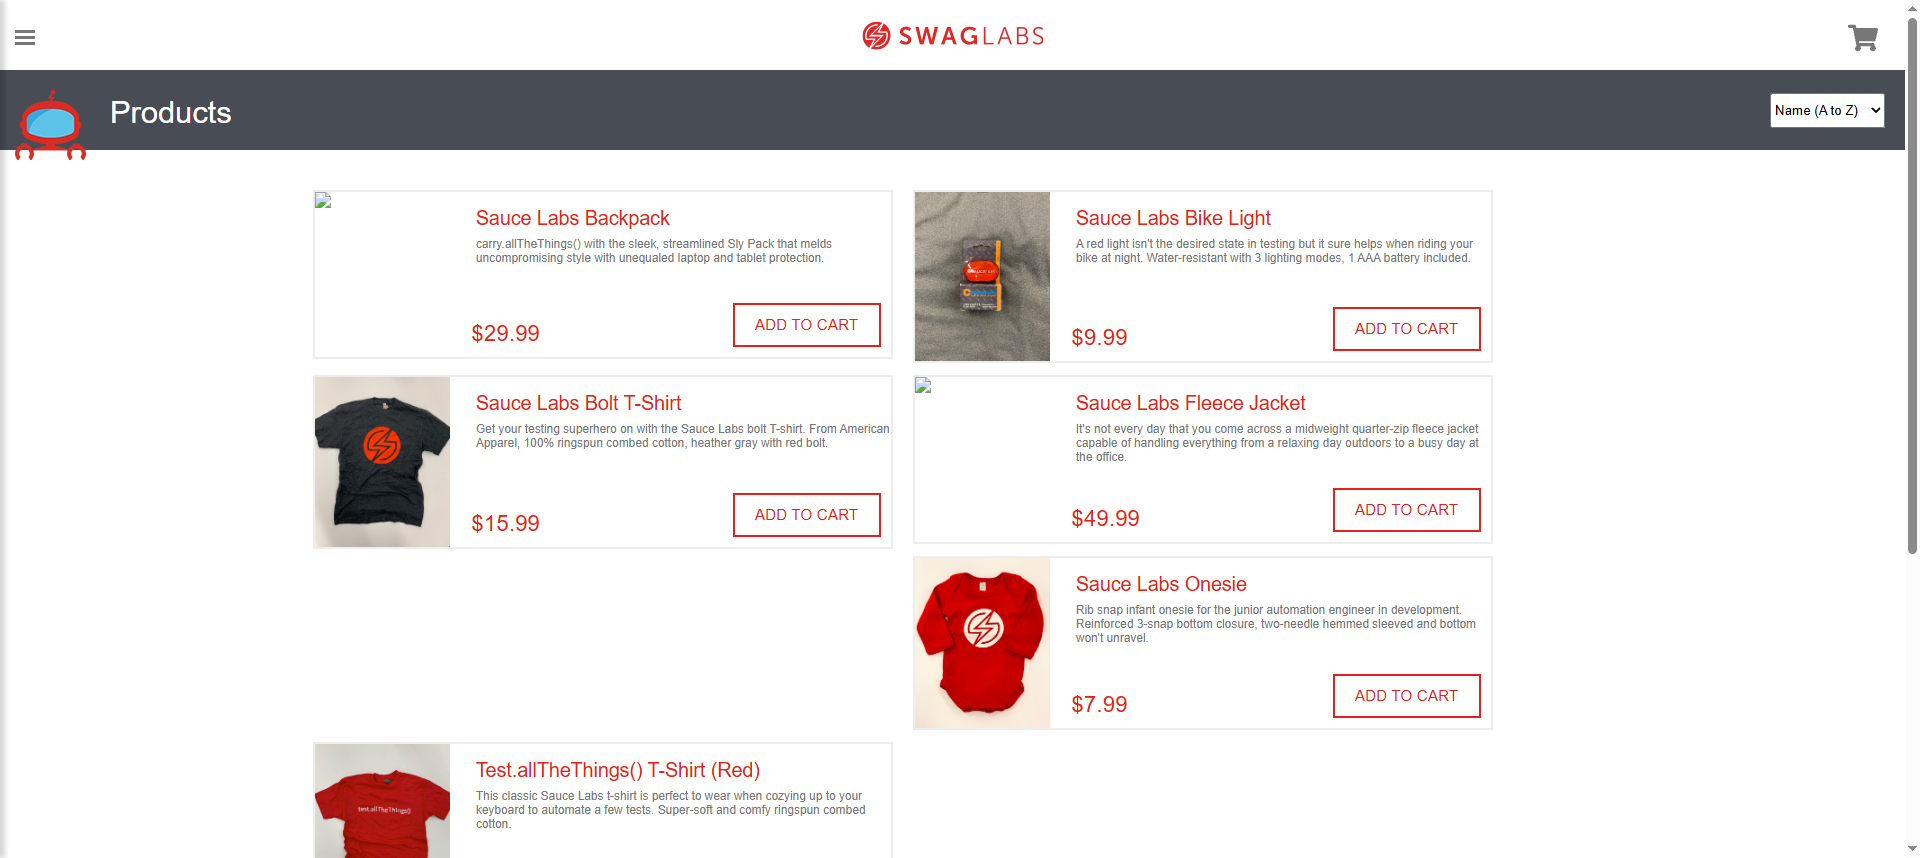 SWAGLABS
Products
Name (A to Z)
Sauce Labs Backpack
carry.allTheThings() with the sleek, streamlined Sly Pack that melds
uncompromising style with unequaled laptop and tablet protection.
$29.99
ADD TO CART
Sauce Labs Bike Light
A red light isn't the desired state in testing but it sure helps when riding your
bike at night. Water-resistant with 3 lighting modes, 1 AAA battery included.
$9.99
ADD TO CART
Sauce Labs Bolt T-Shirt
Get your testing superhero on with the Sauce Labs bolt T-shirt. From American
Apparel, 100% ringspun combed cotton, heather gray with red bolt.
$15.99
ADD TO CART
Sauce Labs Fleece Jacket
It's not every day that you come across a midweight quarter-zip fleece jacket
capable of handling everything from a relaxing day outdoors to a busy day at
the office.
$49.99
ADD TO CART
Sauce Labs Onesie
Rib snap infant onesie for the junior automation engineer in development.
Reinforced 3-snap bottom closure, two-needle hemmed sleeved and bottom
won't unravel.
$7.99
ADD TO CART
test.allTheThings()
Test.allTheThings() T-Shirt (Red)
This classic Sauce Labs t-shirt is perfect to wear when cozying up to your
keyboard to automate a few tests. Super-soft and comfy ringspun combed
cotton.